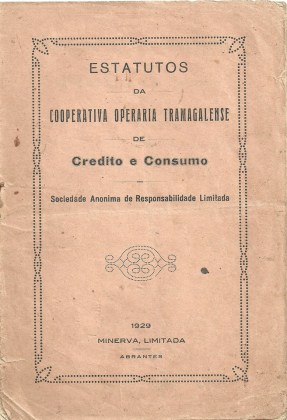 ESTATUTOS
DA
COOPERATIVA OPERARIA TRAMAGALENSE
DE
Credito e Consumo
Sociedade Anonima de Responsabilidade Limitada
1929
MINERVA, LIMITADA
ABRANTES